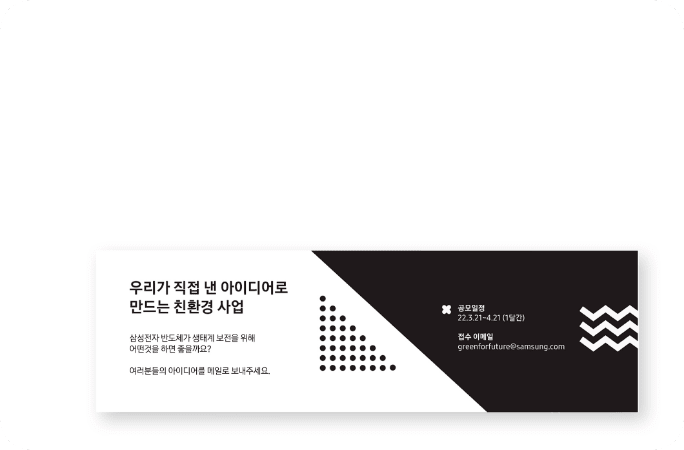 우리가 직접 낸 아이디어로
만드는 친환경 사업
삼성전자 반도체가 생태계 보전을 위해
어떤것을 하면 좋을까요?
여러분들의 아이디어를 메일로 보내주세요.
공모일정
22.3.21~4.21 (1달간)
접수 이메일
greenforfuture@samsung.com